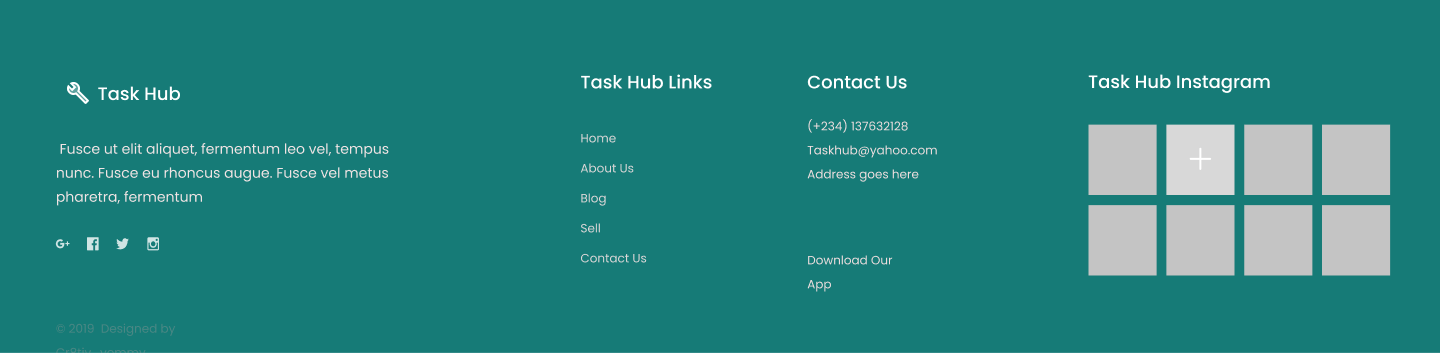 Task Hub
Fusce ut elit aliquet, fermentum leo vel, tempus
nunc. Fusce eu rhoncus augue. Fusce vel metus
pharetra, fermentum
G+
© 2019 Designed by
Task Hub Links
Home
About Us
Blog
Sell
Contact Us
Contact Us
(+234) 137632128
Taskhub@yahoo.com
Address goes here
Download Our
App
Task Hub Instagram